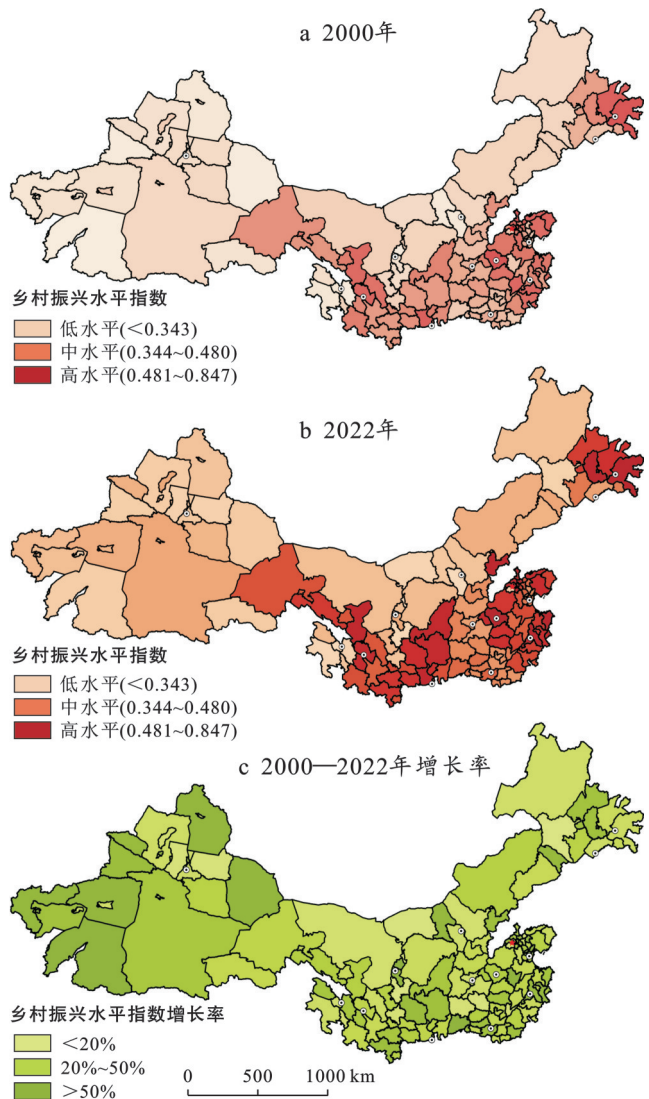 a 2000年
乡村振兴水平指数
低水平(<0.343)
中水平(0.344~0.480)
高水平(0.481~0.847)
b 2022年
乡村振兴水平指数
低水平(<0.343)
中水平(0.344~0.480)
高水平(0.481~0.847)
c 2000—2022年增长率
乡村振兴水平指数增长率
<20%
20%~50%
>50%
0 500 1000 km